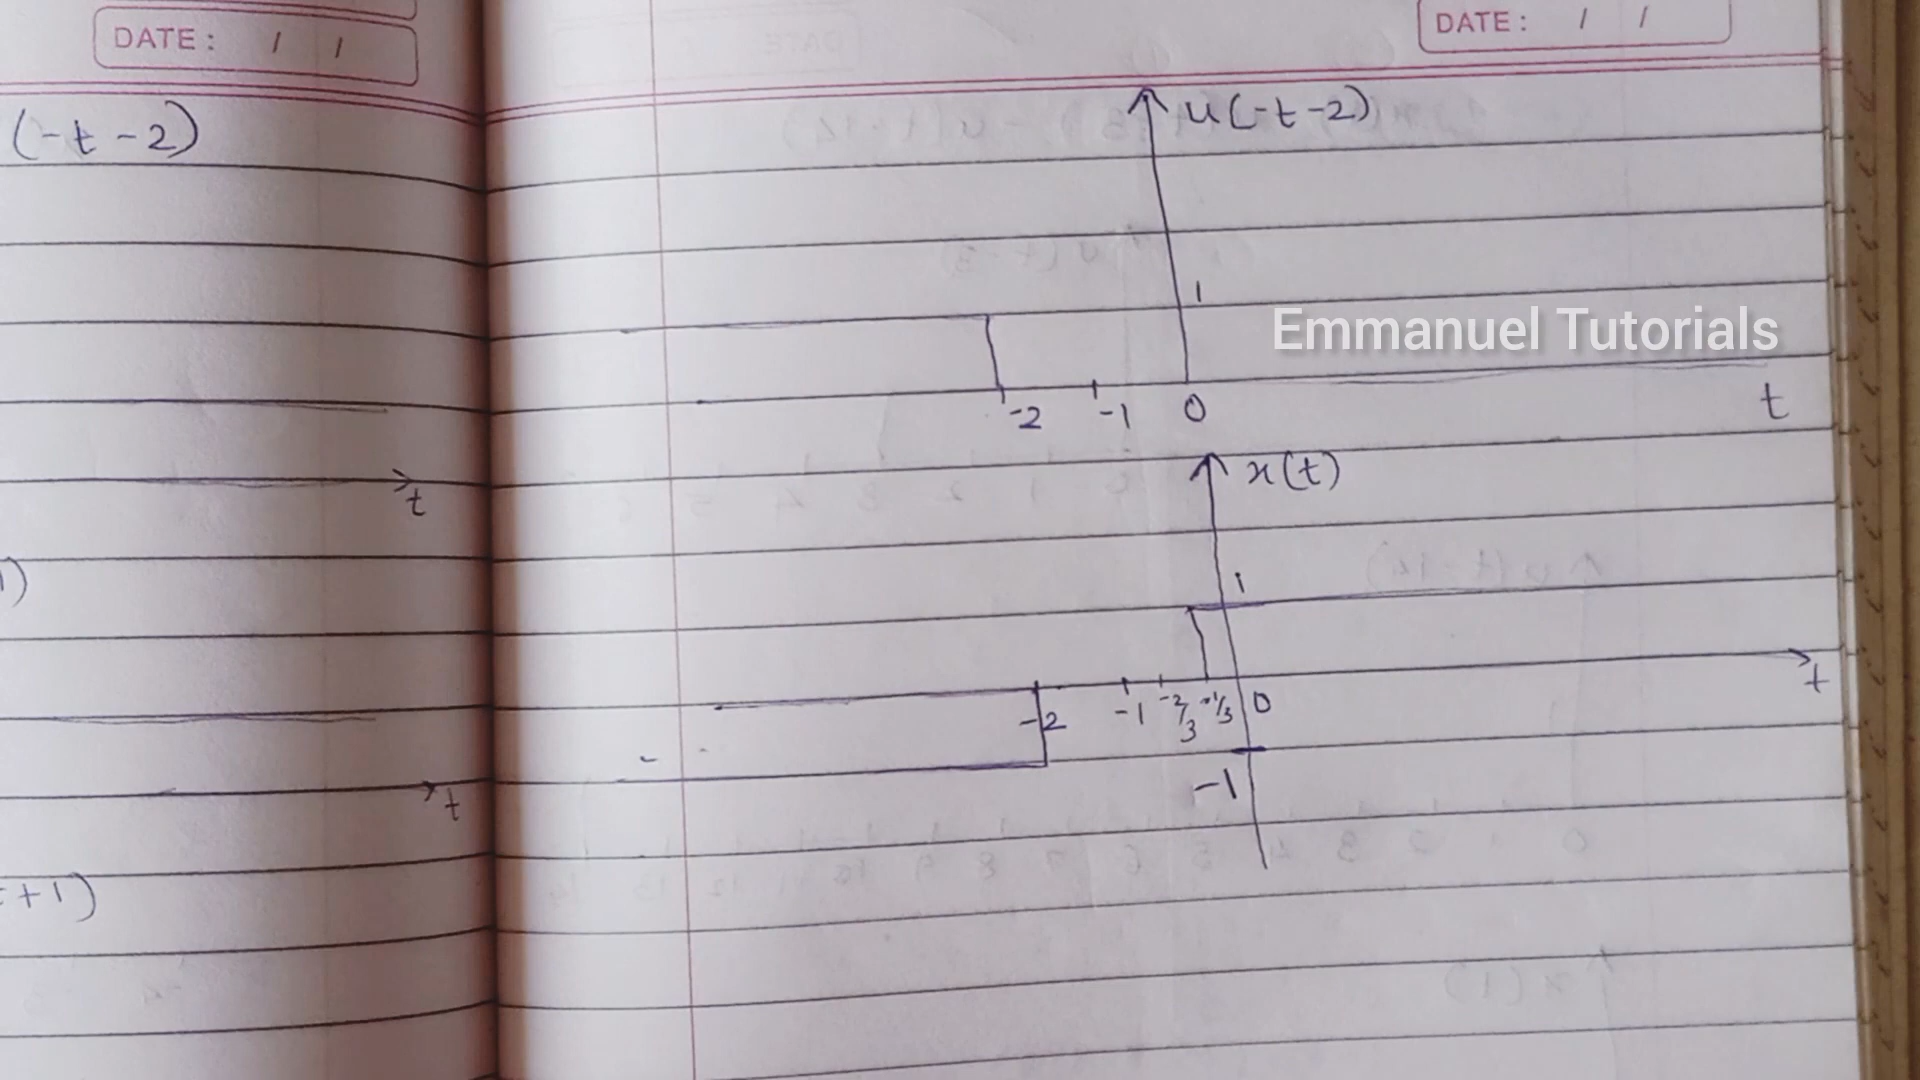 DATE : / /
(-t -2)
t
1)
t
t+1)
DATE : / /
u(-t-2)
1
Emmanuel Tutorials
-2 -1 0 t
x(t)
1
-2 -1 -2/3 -1/3 0 t
-1